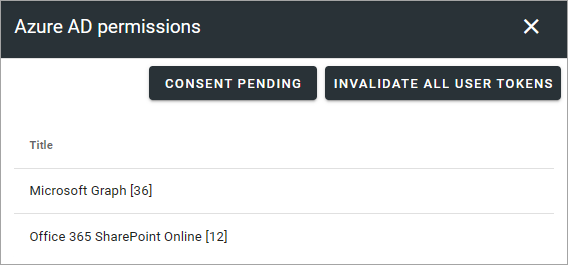 Azure AD permissions
CONSENT PENDING INVALIDATE ALL USER TOKENS
Title
Microsoft Graph [36]
Office 365 SharePoint Online [12]